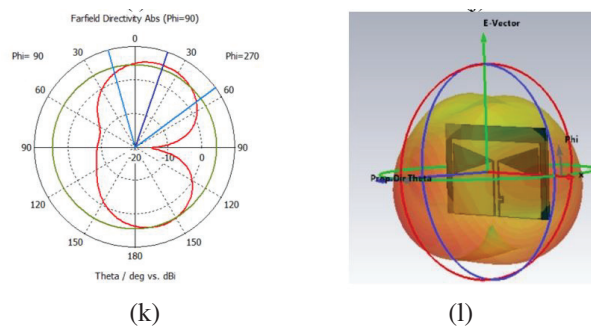 Farfield Directivity Abs (Phi=90)
Phi= 90
0
Phi=270
30
30
60
60
90
-20
-10
0
90
120
120
150
150
180
Theta / deg vs. dBi
(k)
E-Vector
Phi
x
Prop.Dir Theta
(l)